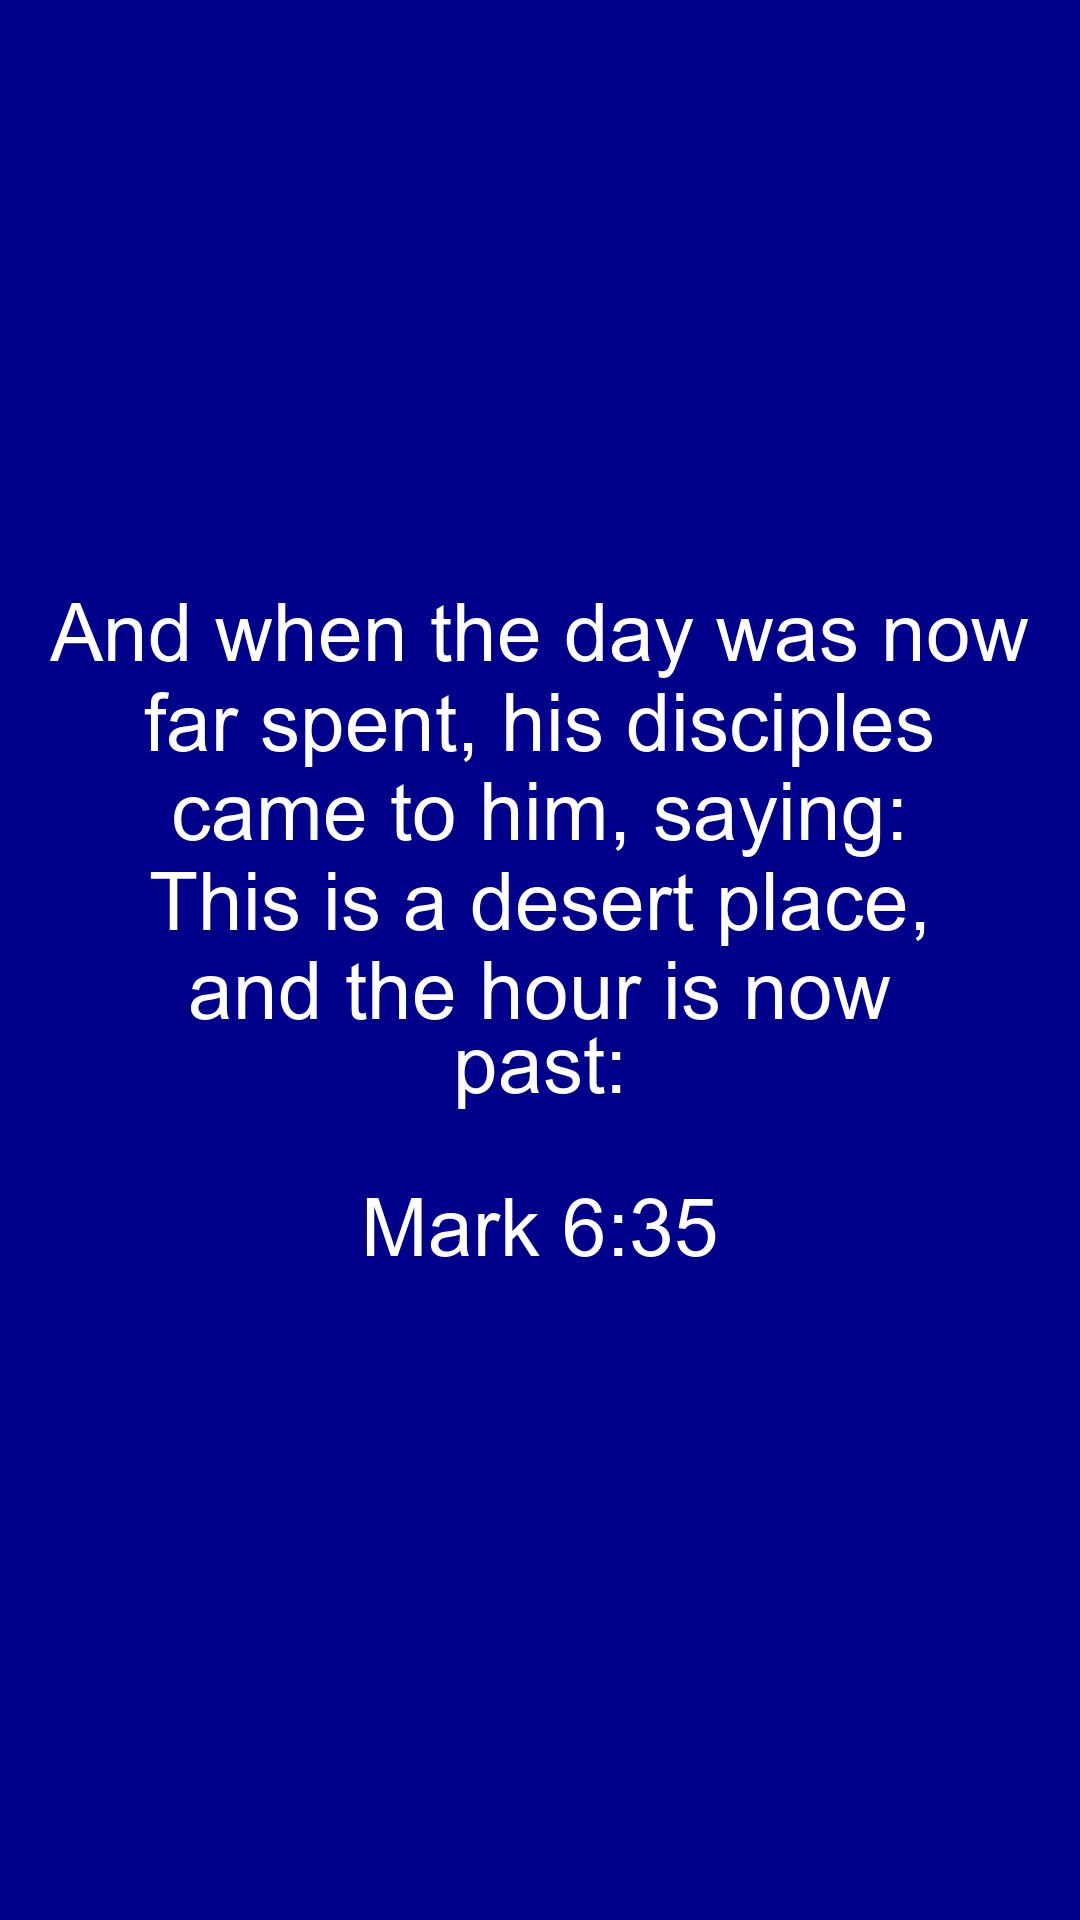 And when the day was now
far spent, his disciples
came to him, saying:
This is a desert place,
and the hour is now
past:
Mark 6:35